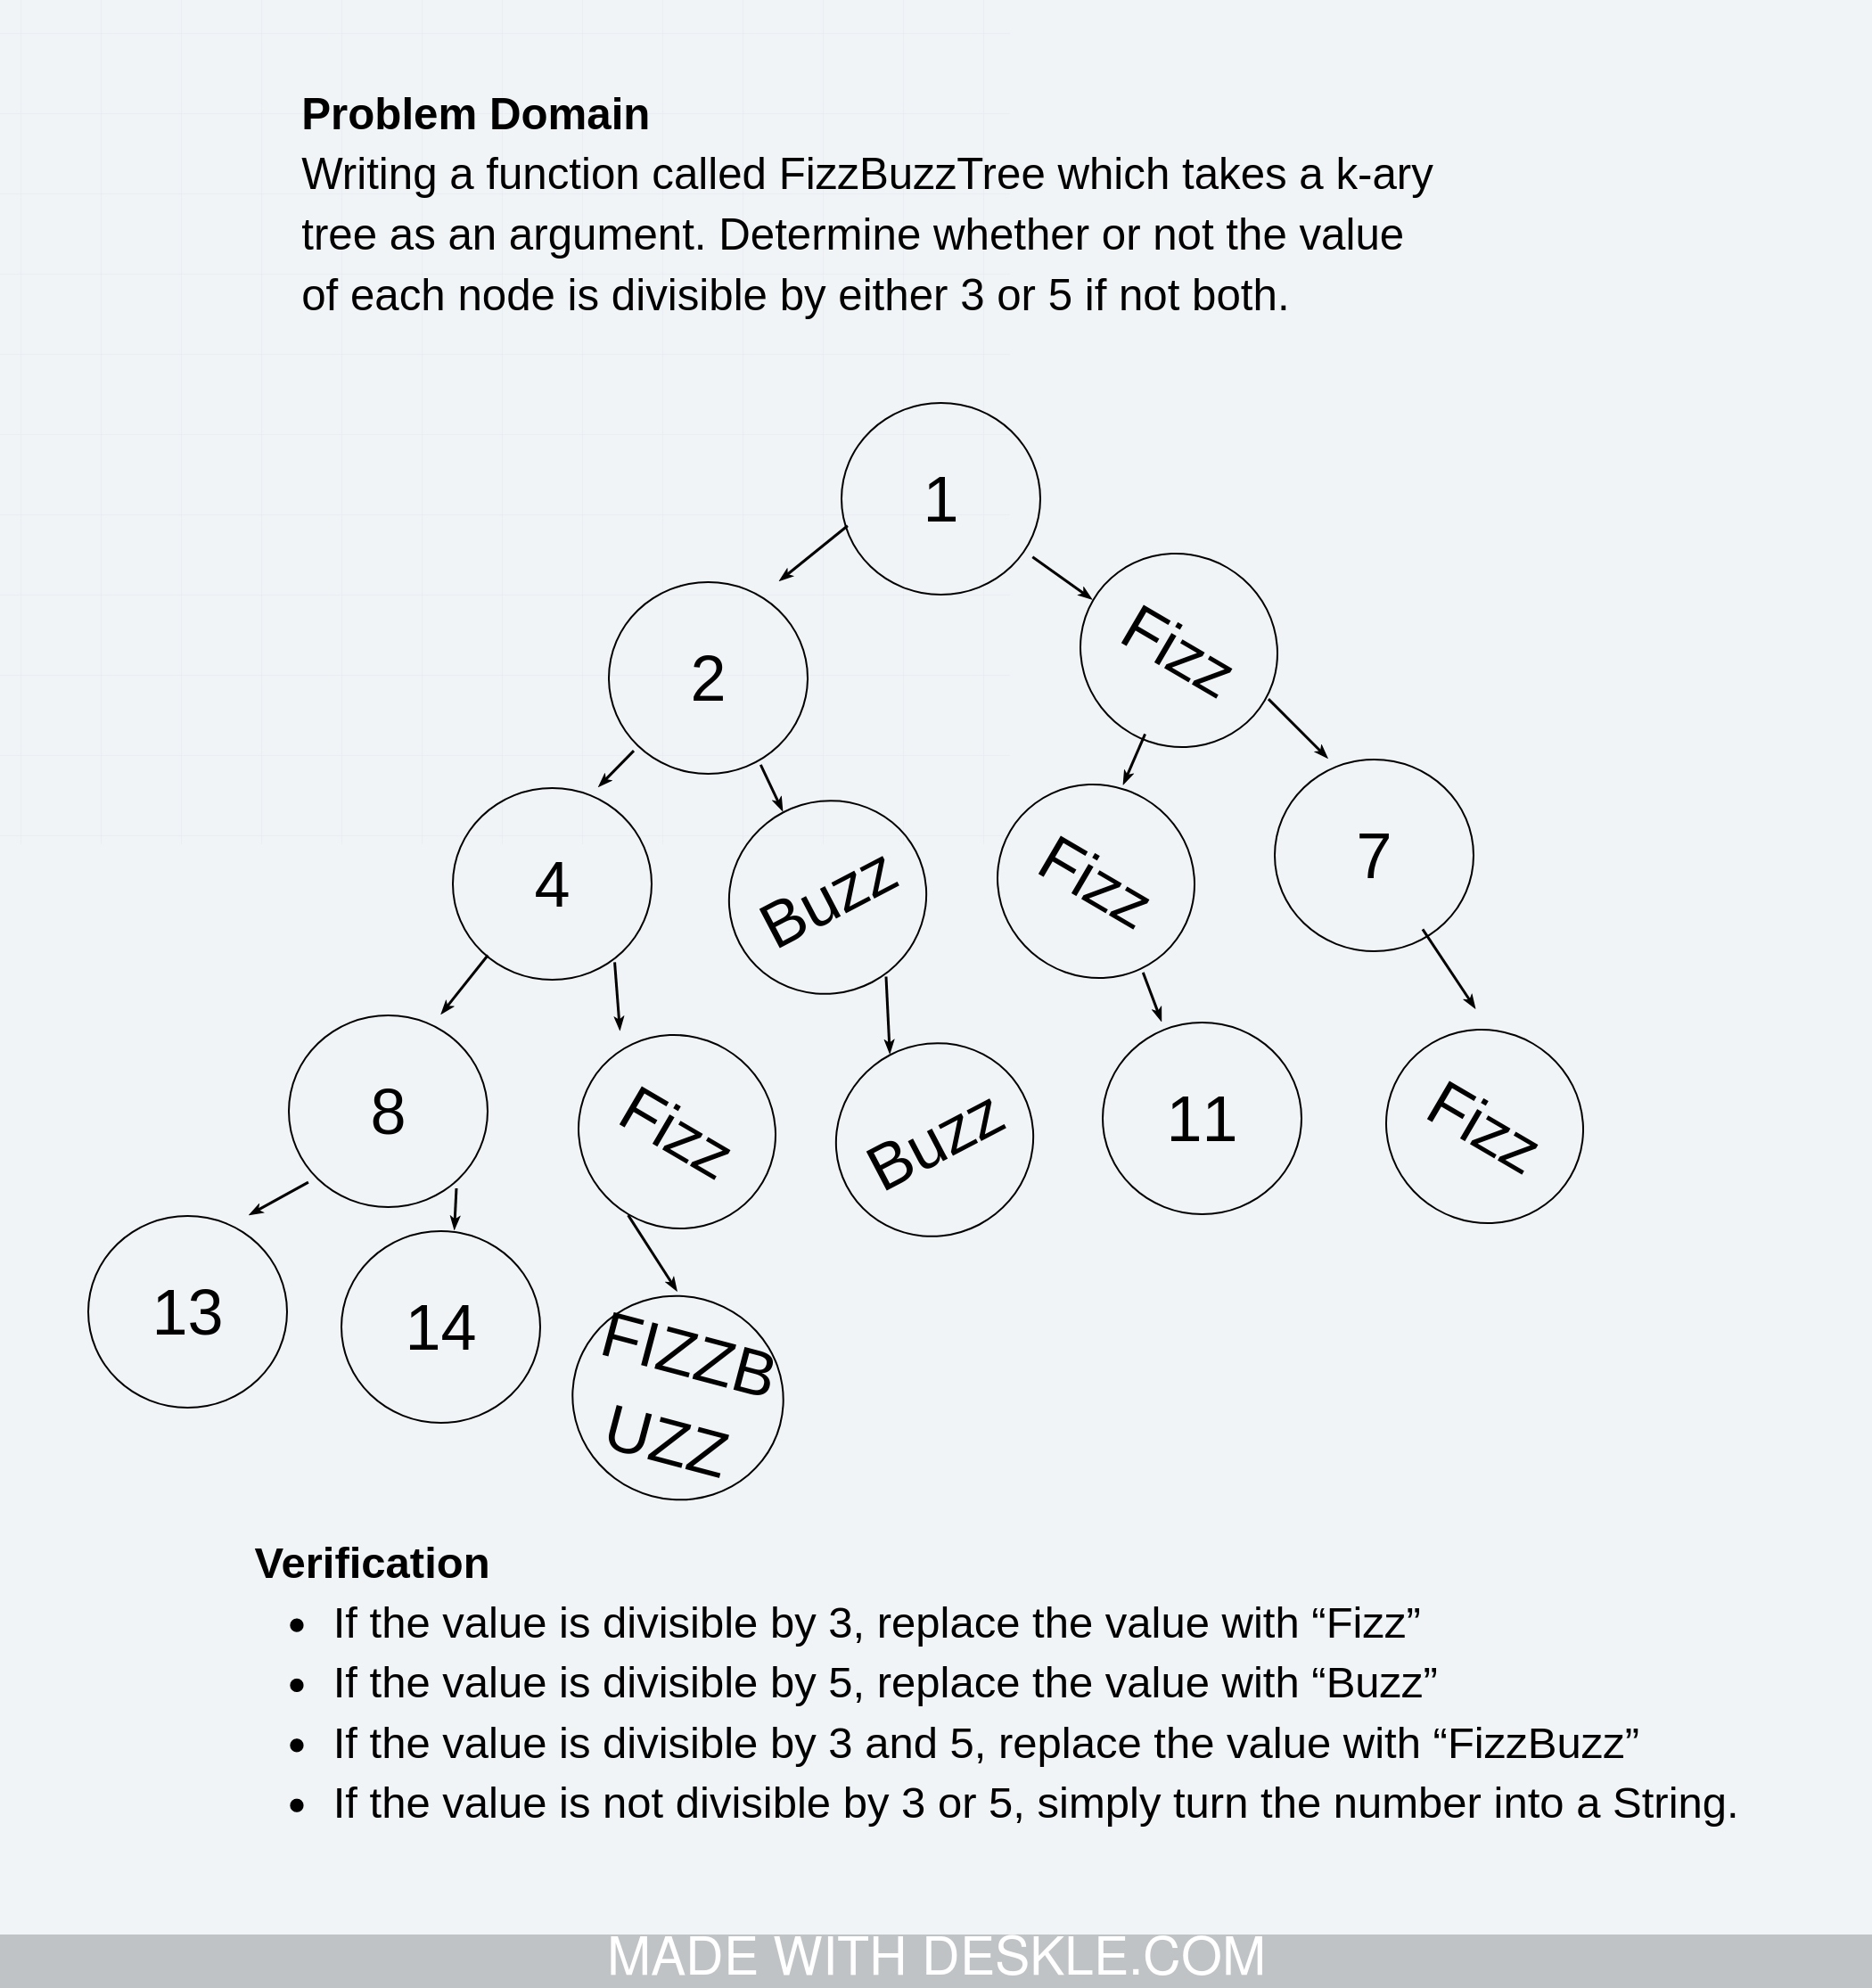 Problem Domain
Writing a function called FizzBuzzTree which takes a k-ary
tree as an argument. Determine whether or not the value
of each node is divisible by either 3 or 5 if not both.
1
2
Fizz
4
Buzz
Fizz
7
8
Fizz
Buzz
11
Fizz
13
14
FIZZB
UZZ
Verification
• If the value is divisible by 3, replace the value with “Fizz”
• If the value is divisible by 5, replace the value with “Buzz”
• If the value is divisible by 3 and 5, replace the value with “FizzBuzz”
• If the value is not divisible by 3 or 5, simply turn the number into a String.
MADE WITH DESKLE.COM